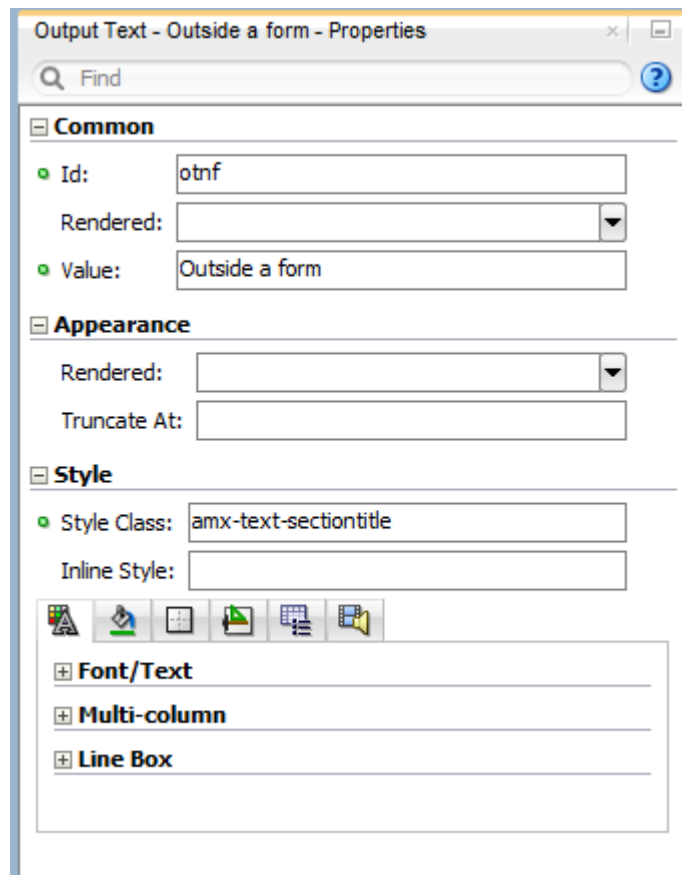 Output Text - Outside a form - Properties
Find
Common
Id: otnf
Rendered:
Value: Outside a form
Appearance
Rendered:
Truncate At:
Style
Style Class: amx-text-sectiontitle
Inline Style:
Font/Text
Multi-column
Line Box